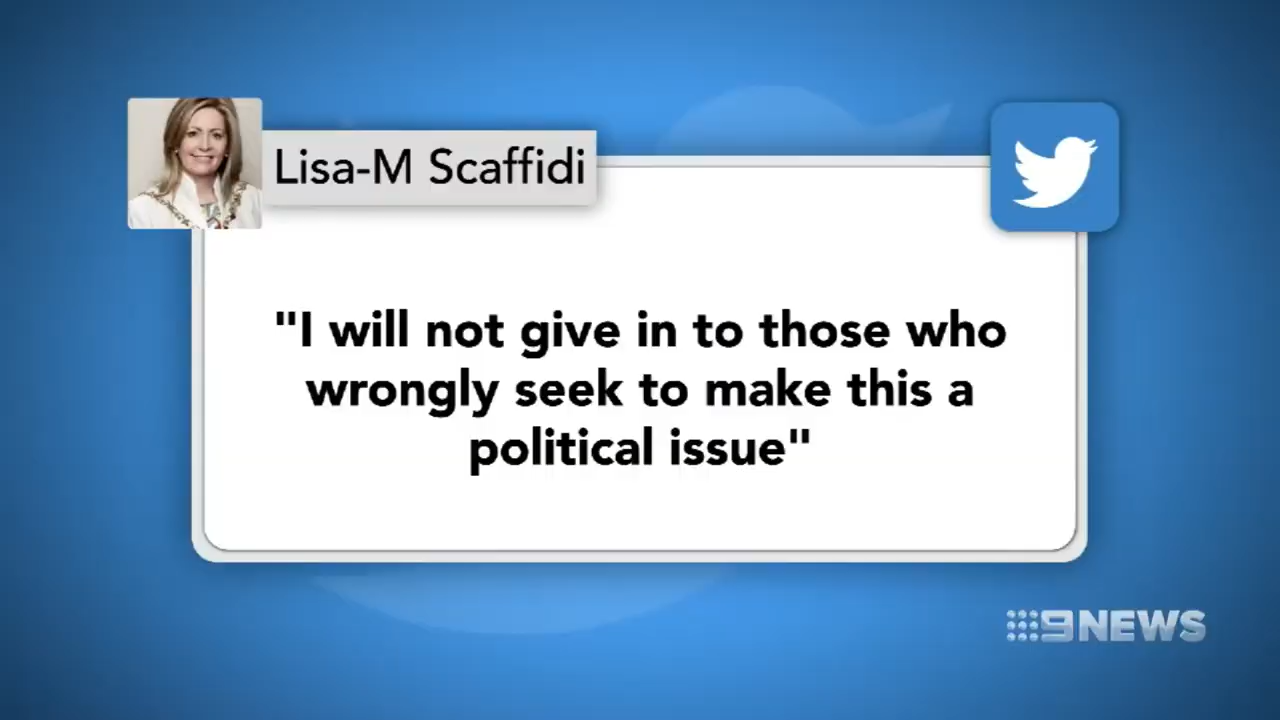 Lisa-M Scaffidi
"I will not give in to those who
wrongly seek to make this a
political issue"
9NEWS